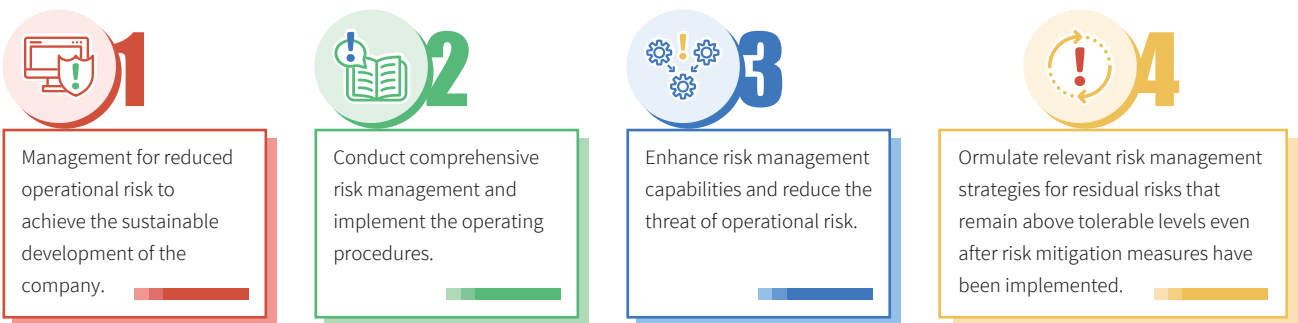 1
Management for reduced
operational risk to
achieve the sustainable
development of the
company.
2
Conduct comprehensive
risk management and
implement the operating
procedures.
3
Enhance risk management
capabilities and reduce the
threat of operational risk.
4
Ormulate relevant risk management
strategies for residual risks that
remain above tolerable levels even
after risk mitigation measures have
been implemented.